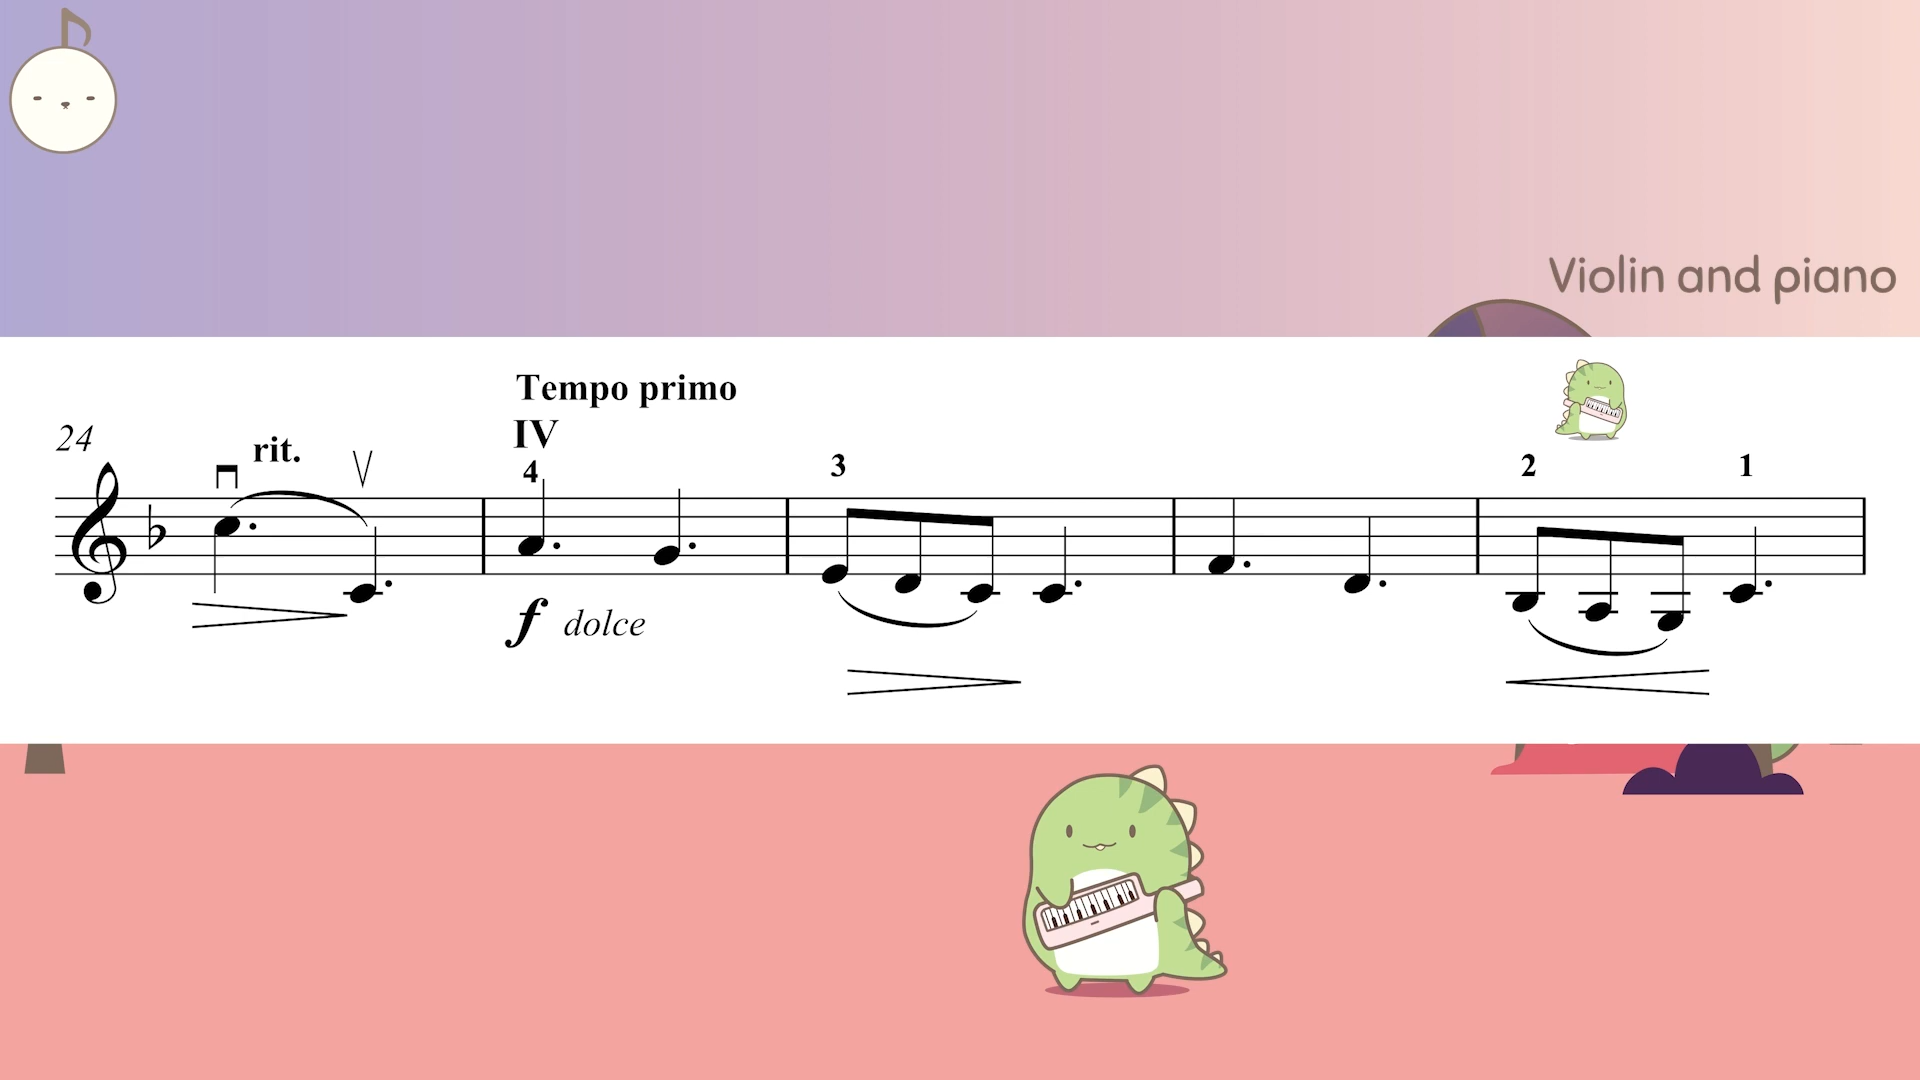 Violin and piano
Tempo primo
24
rit.
IV
4
3
2
1
f dolce